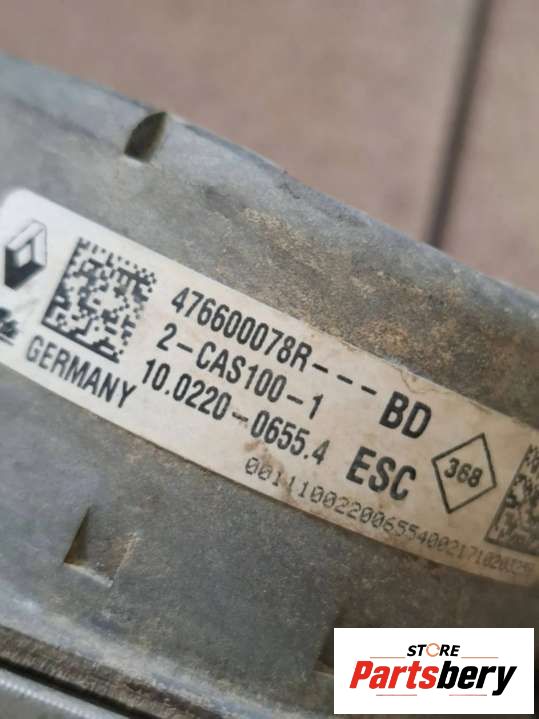 476600078R---BD
2-CAS100-1
10.0220-0655.4 ESC
GERMANY
368
STORE
Partsbery